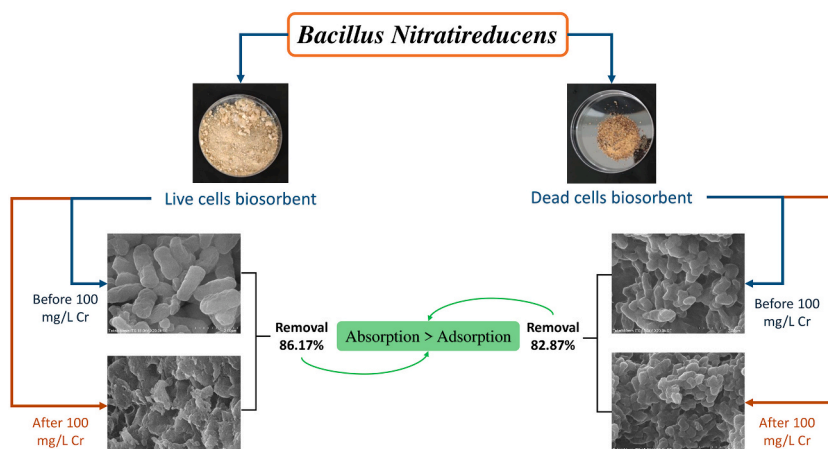 Bacillus Nitratireducens
Live cells biosorbent
Dead cells biosorbent
Before 100
mg/L Cr
Before 100
mg/L Cr
Removal
86.17%
Absorption > Adsorption
Removal
82.87%
After 100
mg/L Cr
After 100
mg/L Cr